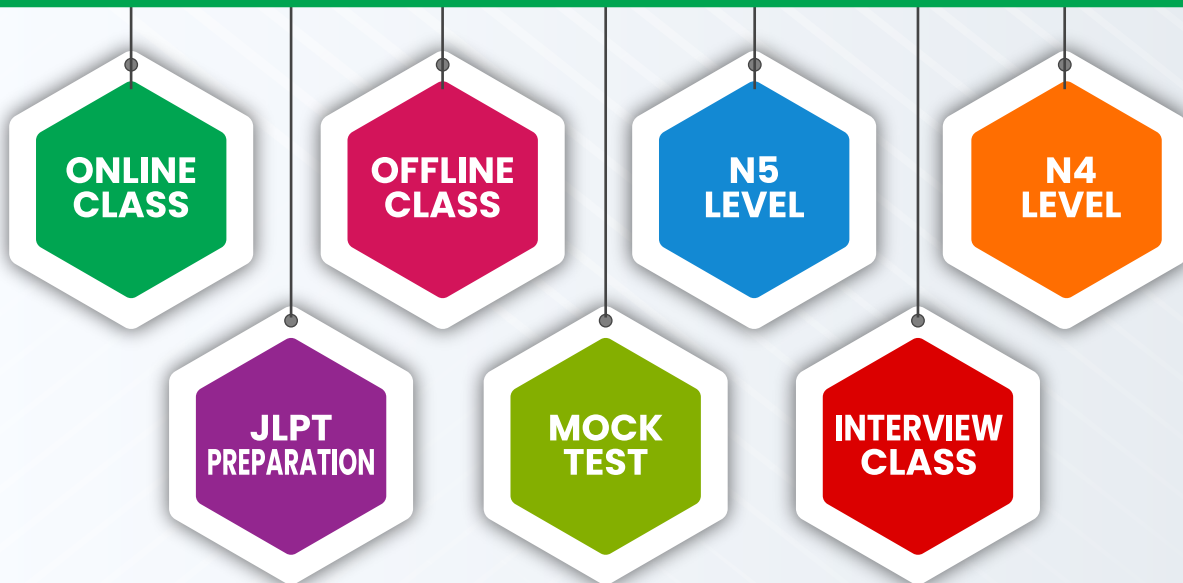 ONLINE
CLASS
OFFLINE
CLASS
N5
LEVEL
N4
LEVEL
JLPT
PREPARATION
MOCK
TEST
INTERVIEW
CLASS